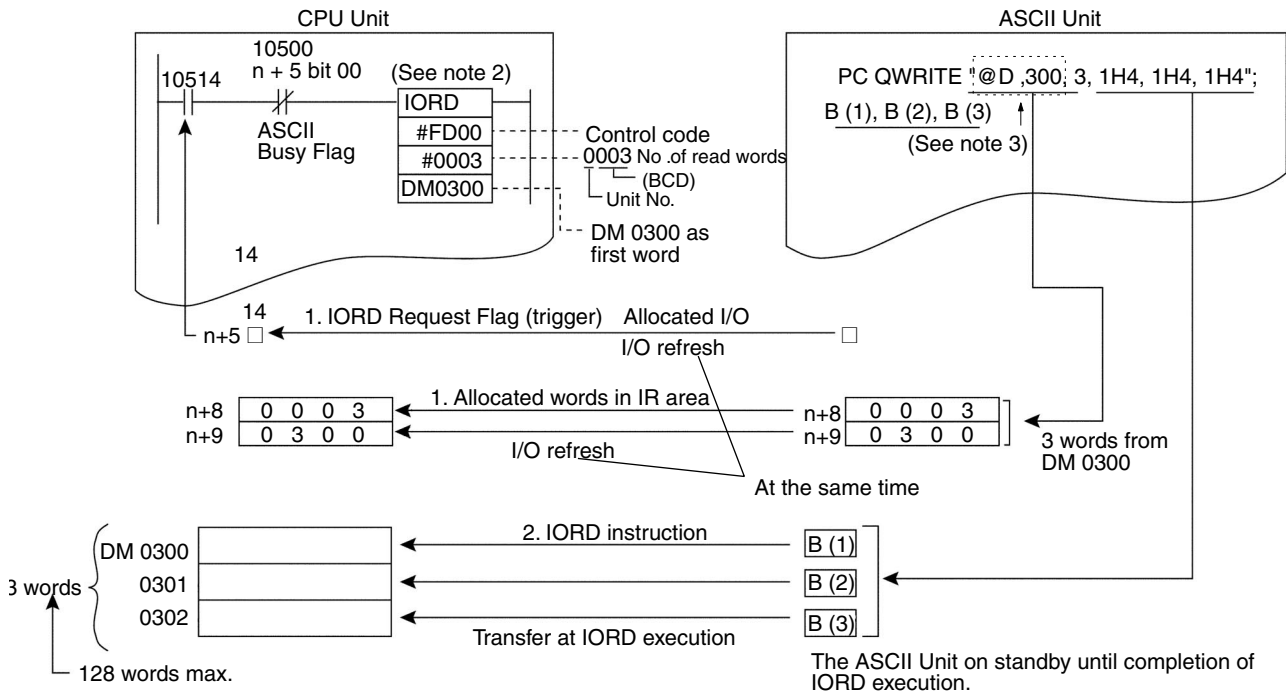 CPU Unit
ASCII Unit
10500
n + 5 bit 00
10514
(See note 2)
IORD
#FD00
#0003
DM0300
ASCII
Busy Flag
Control code
0003 No .of read words
(BCD)
Unit No.
DM 0300 as
first word
PC QWRITE "@D ,300, 3, 1H4, 1H4, 1H4";
B (1), B (2), B (3)
(See note 3)
14
14
n+5
1. IORD Request Flag (trigger) Allocated I/O
I/O refresh
n+8 0 0 0 3
n+9 0 3 0 0
1. Allocated words in IR area
I/O refresh
n+8 0 0 0 3
n+9 0 3 0 0
3 words from
DM 0300
At the same time
DM 0300
0301
0302
3 words
128 words max.
2. IORD instruction
Transfer at IORD execution
B (1)
B (2)
B (3)
The ASCII Unit on standby until completion of
IORD execution.